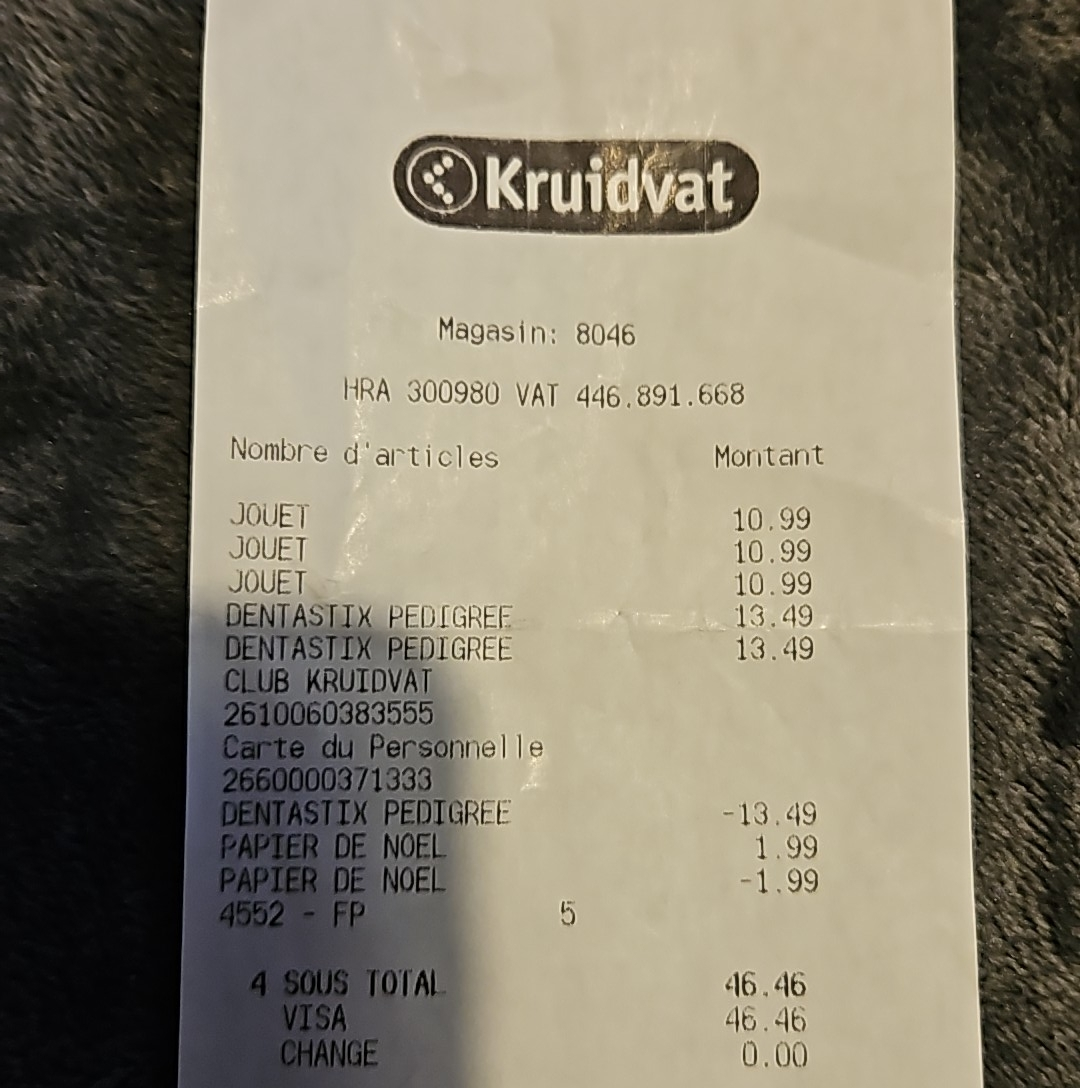 Kruidvat
Magasin: 8046
HRA 300980 VAT 446.891.668
Nombre d'articles Montant
JOUET 10.99
JOUET 10.99
JOUET 10.99
DENTASTIX PEDIGREE 13.49
DENTASTIX PEDIGREE 13.49
CLUB KRUIDVAT
2610060383555
Carte du Personnelle
2660000371333
DENTASTIX PEDIGREE -13.49
PAPIER DE NOEL 1.99
PAPIER DE NOEL -1.99
4552 - FP 5
4 SOUS TOTAL 46.46
VISA 46.46
CHANGE 0.00